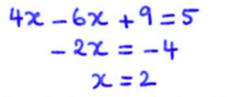 4x - 6x + 9 = 5
- 2x = - 4
x = 2